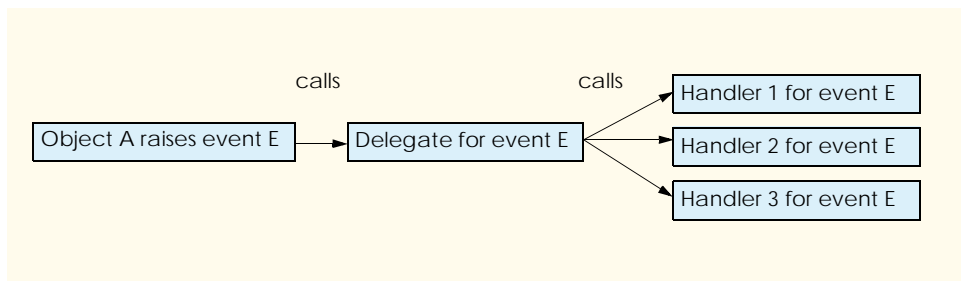 calls
calls
Object A raises event E
Delegate for event E
Handler 1 for event E
Handler 2 for event E
Handler 3 for event E